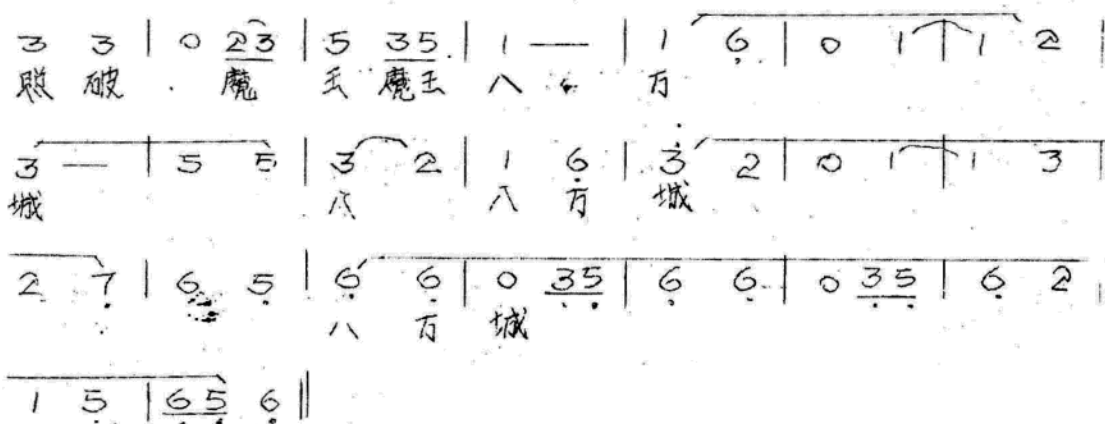 3 3 | 0 23 | 5 35 | 1 — | 1 6 | 0 1 | 1 2
照 破 魔 王 魔王 八 万
3 — | 5 5 | 3 2 | 1 6 | 3 2 | 0 1 | 1 3
城 八 八 万 城
2 7 | 6 5 | 6 6 | 0 35 | 6 6 | 0 35 | 6 2
八 万 城
1 5 | 65 6 ‖